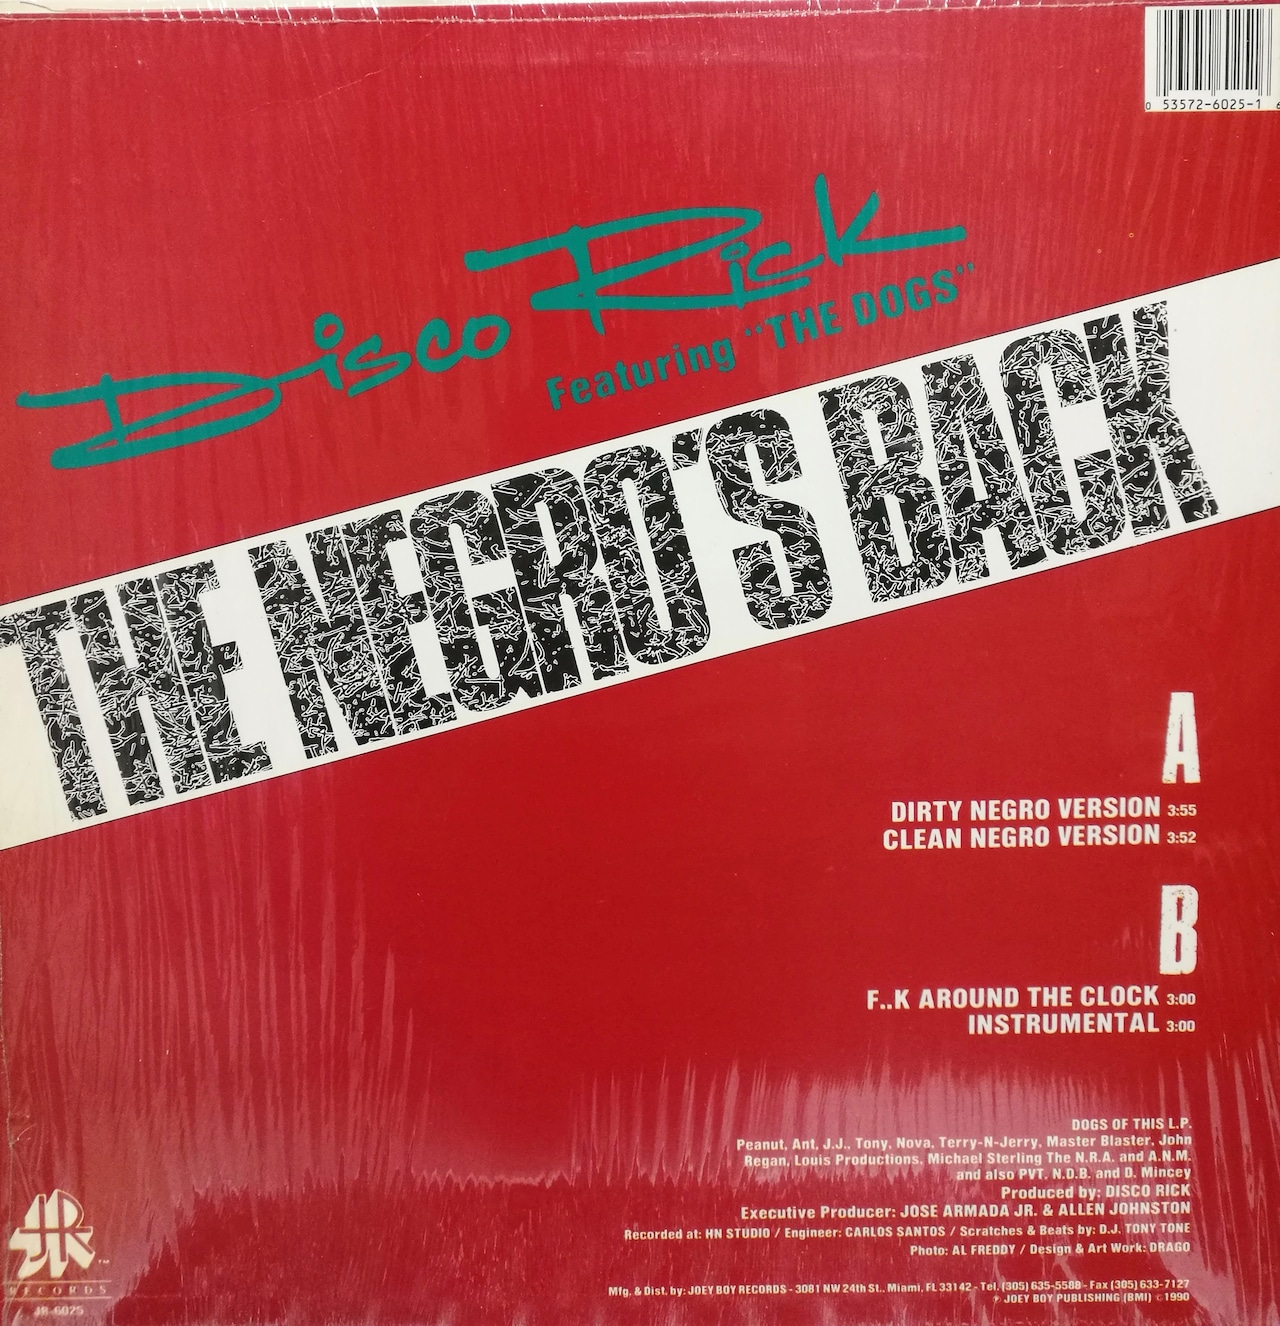 0 53572-6025-1 6
Disco Rick
Featuring "THE DOGS"
THE NEGRO'S BACK
A
DIRTY NEGRO VERSION 3:55
CLEAN NEGRO VERSION 3:52
B
F..K AROUND THE CLOCK 3:00
INSTRUMENTAL 3:00
DOGS OF THIS L.P.
Peanut, Ant, J.J., Tony, Nova, Terry-N-Jerry, Master Blaster, John
Regan, Louis Productions, Michael Sterling The N.R.A. and A.N.M.
and also PVT. N.D.B. and D. Mincey
Produced by: DISCO RICK
Executive Producer: JOSE ARMADA JR. & ALLEN JOHNSTON
Recorded at: HN STUDIO / Engineer: CARLOS SANTOS / Scratches & Beats by: D.J. TONY TONE
Photo: AL FREDDY / Design & Art Work: DRAGO
Mfg. & Dist. by: JOEY BOY RECORDS - 3081 NW 24th St., Miami, FL 33142 - Tel. (305) 635-5588 - Fax (305) 633-7127
℗ JOEY BOY PUBLISHING (BMI) © 1990
JR ™
RECORDS
JR-6025